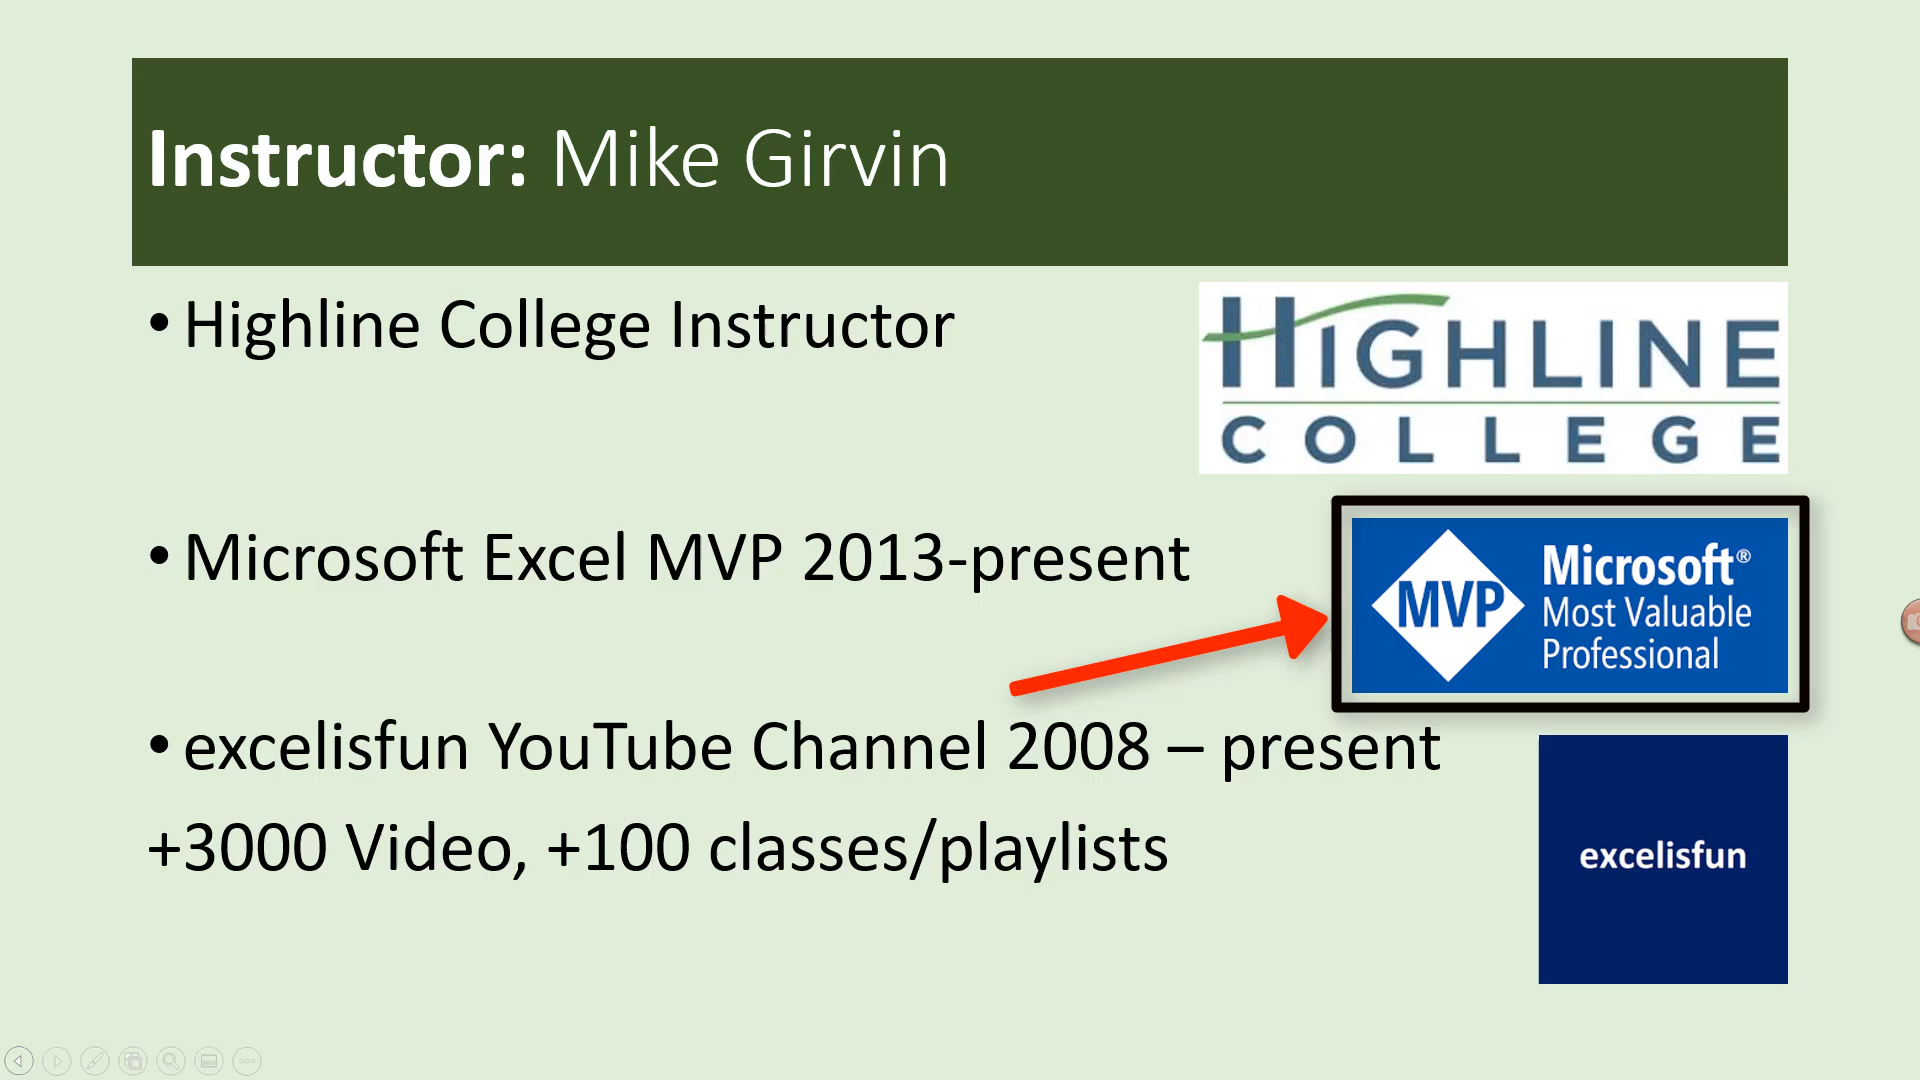 Instructor: Mike Girvin
• Highline College Instructor
HIGHLINE
COLLEGE
• Microsoft Excel MVP 2013-present
MVP
Microsoft®
Most Valuable
Professional
• excelisfun YouTube Channel 2008 – present
+3000 Video, +100 classes/playlists
excelisfun